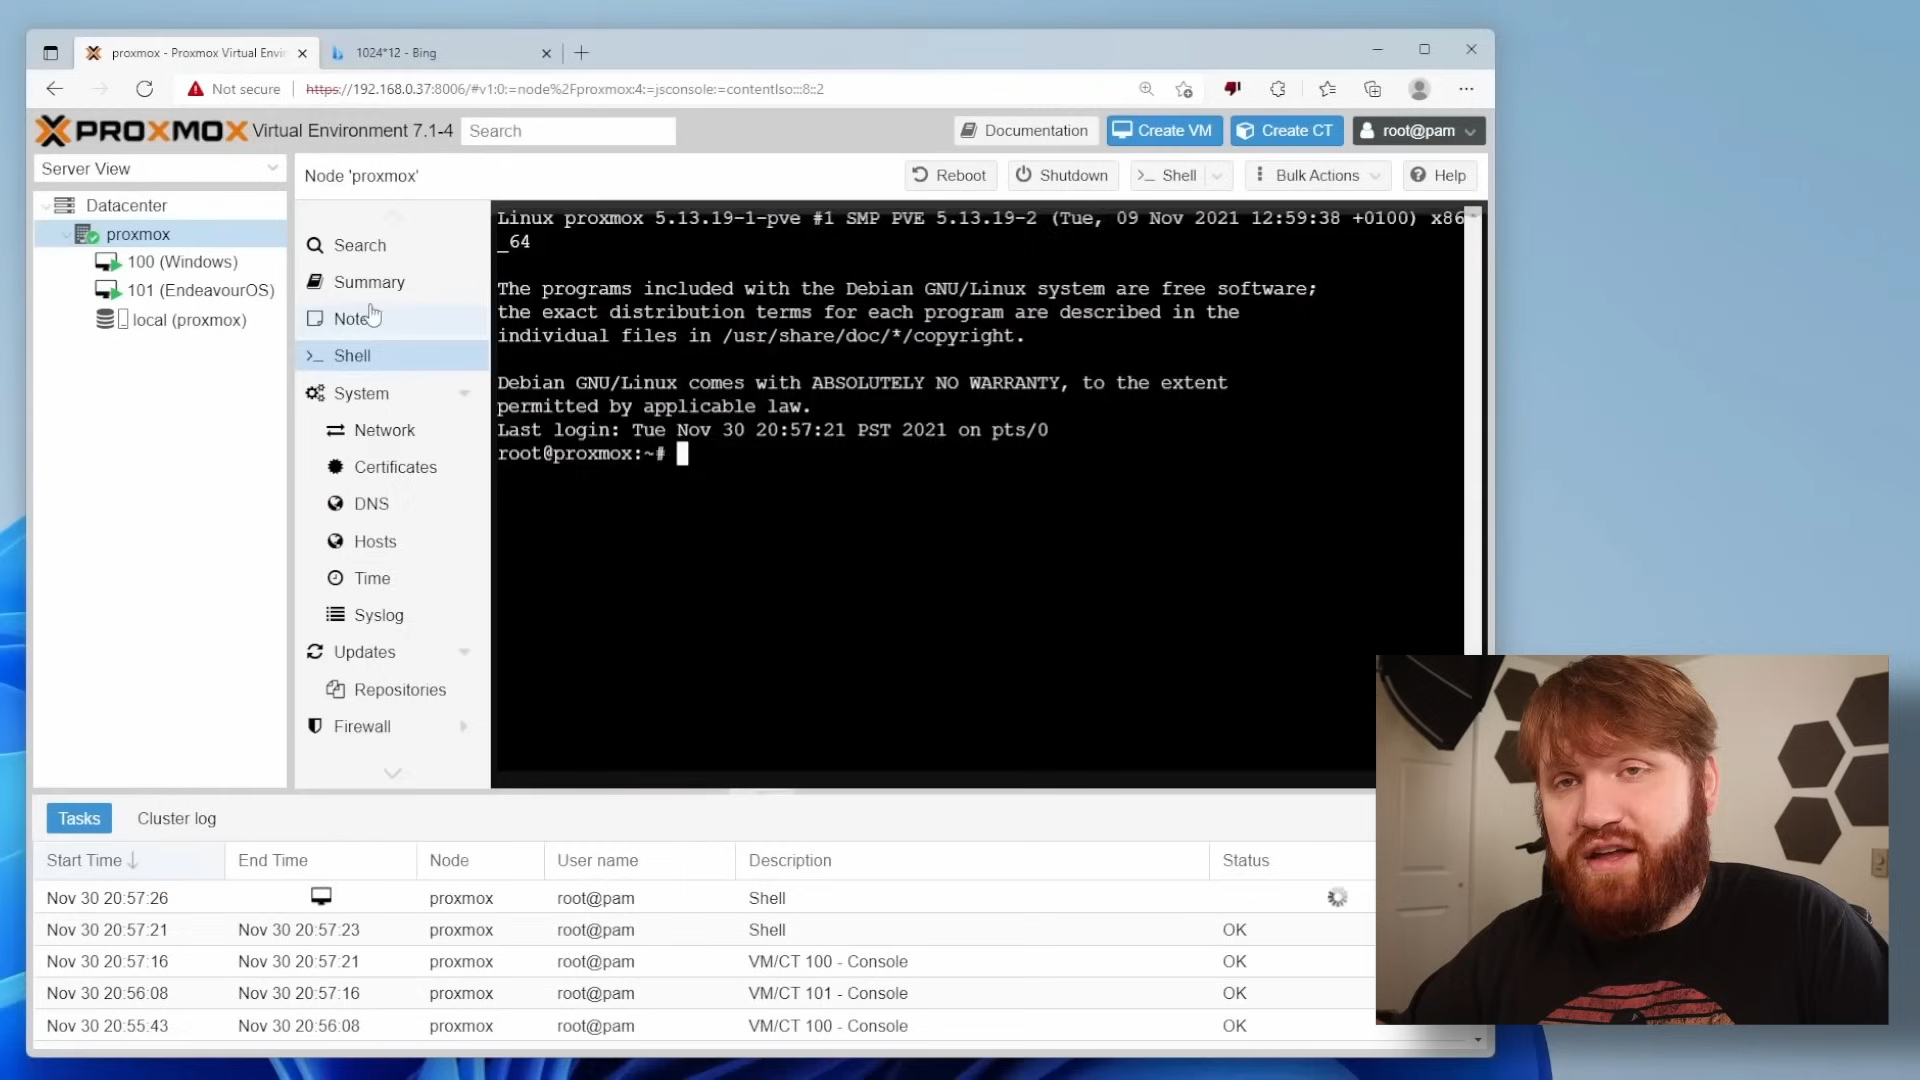 proxmox - Proxmox Virtual Envir
1024*12 - Bing
Not secure
https://192.168.0.37:8006/#v1:0:=node%2Fproxmox:4:=jsconsole:=contentIso:::8::2
PROXMOX Virtual Environment 7.1-4
Search
Documentation
Create VM
Create CT
root@pam
Server View
Node 'proxmox'
Reboot
Shutdown
>_ Shell
Bulk Actions
Help
Datacenter
proxmox
100 (Windows)
101 (EndeavourOS)
local (proxmox)
Search
Summary
Note
>_ Shell
System
Network
Certificates
DNS
Hosts
Time
Syslog
Updates
Repositories
Firewall
Linux proxmox 5.13.19-1-pve #1 SMP PVE 5.13.19-2 (Tue, 09 Nov 2021 12:59:38 +0100) x86
_64
The programs included with the Debian GNU/Linux system are free software;
the exact distribution terms for each program are described in the
individual files in /usr/share/doc/*/copyright.
Debian GNU/Linux comes with ABSOLUTELY NO WARRANTY, to the extent
permitted by applicable law.
Last login: Tue Nov 30 20:57:21 PST 2021 on pts/0
root@proxmox:~#
Tasks
Cluster log
Start Time End Time Node User name Description Status
Nov 30 20:57:26 proxmox root@pam Shell
Nov 30 20:57:21 Nov 30 20:57:23 proxmox root@pam Shell OK
Nov 30 20:57:16 Nov 30 20:57:21 proxmox root@pam VM/CT 100 - Console OK
Nov 30 20:56:08 Nov 30 20:57:16 proxmox root@pam VM/CT 101 - Console OK
Nov 30 20:55:43 Nov 30 20:56:08 proxmox root@pam VM/CT 100 - Console OK